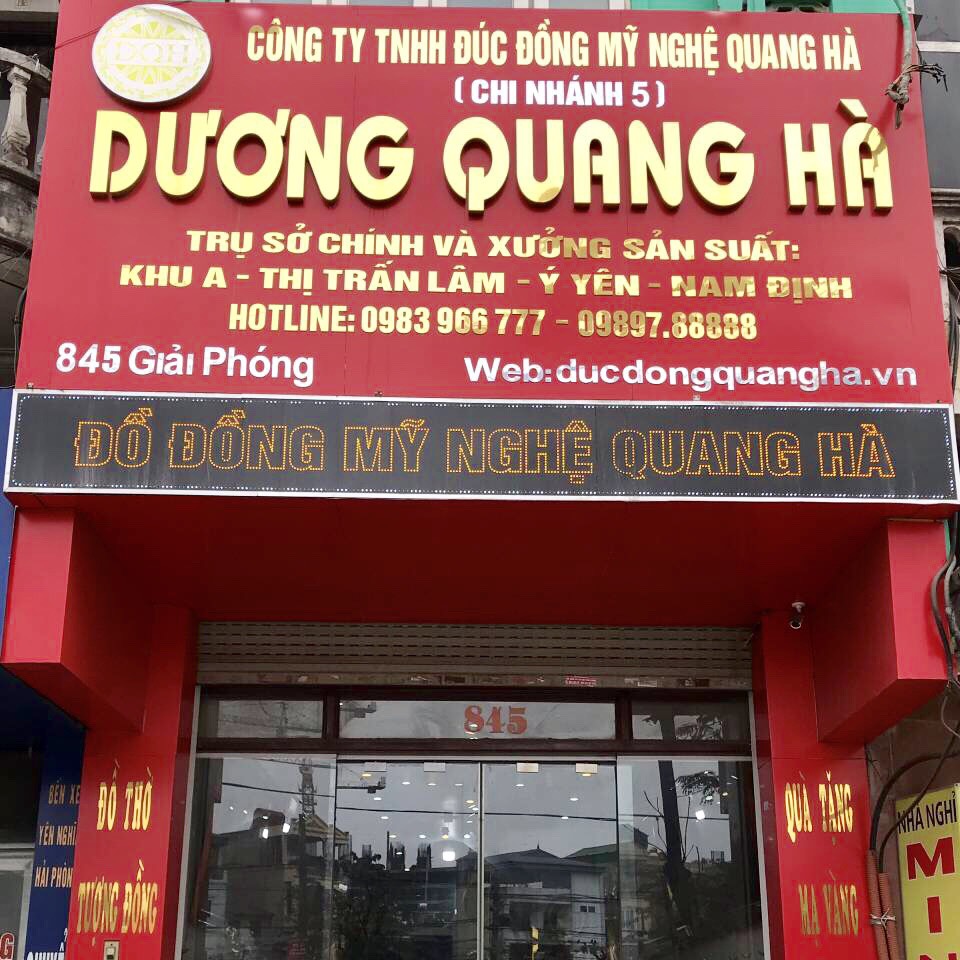 DQH
CÔNG TY TNHH ĐÚC ĐỒNG MỸ NGHỆ QUANG HÀ
( CHI NHÁNH 5 )
DƯƠNG QUANG HÀ
TRỤ SỞ CHÍNH VÀ XƯỞNG SẢN SUẤT:
KHU A - THỊ TRẤN LÂM - Ý YÊN - NAM ĐỊNH
HOTLINE: 0983 966 777 - 09897.88888
845 Giải Phóng
Web: ducdongquangha.vn
ĐỒ ĐỒNG MỸ NGHỆ QUANG HÀ
845
BẾN XE
YÊN NGHĨA
HẢI PHÒN
ĐỒ THỜ
TƯỢNG ĐỒNG
QUÀ TẶNG
MẠ VÀNG
NHÀ NGHỈ
M
I